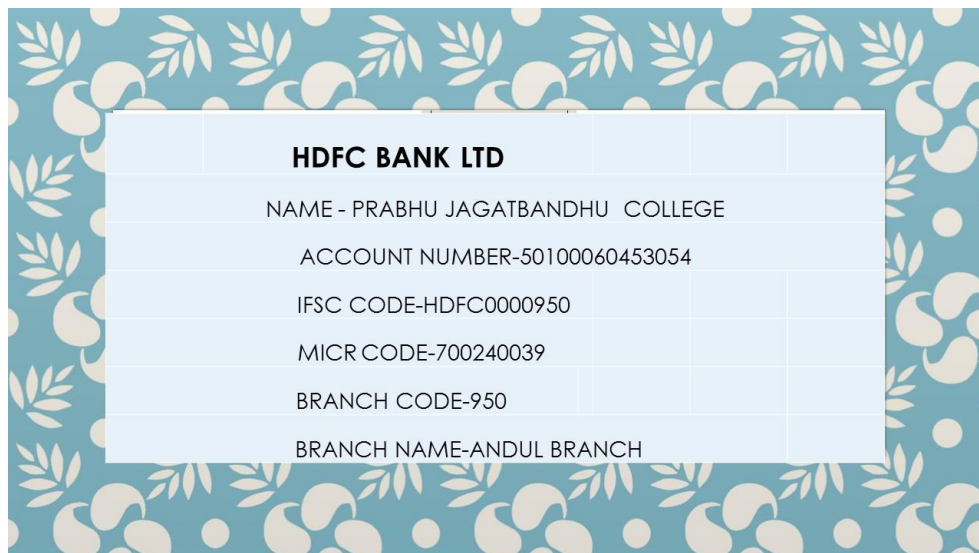 HDFC BANK LTD
NAME - PRABHU JAGATBANDHU COLLEGE
ACCOUNT NUMBER-50100060453054
IFSC CODE-HDFC0000950
MICR CODE-700240039
BRANCH CODE-950
BRANCH NAME-ANDUL BRANCH